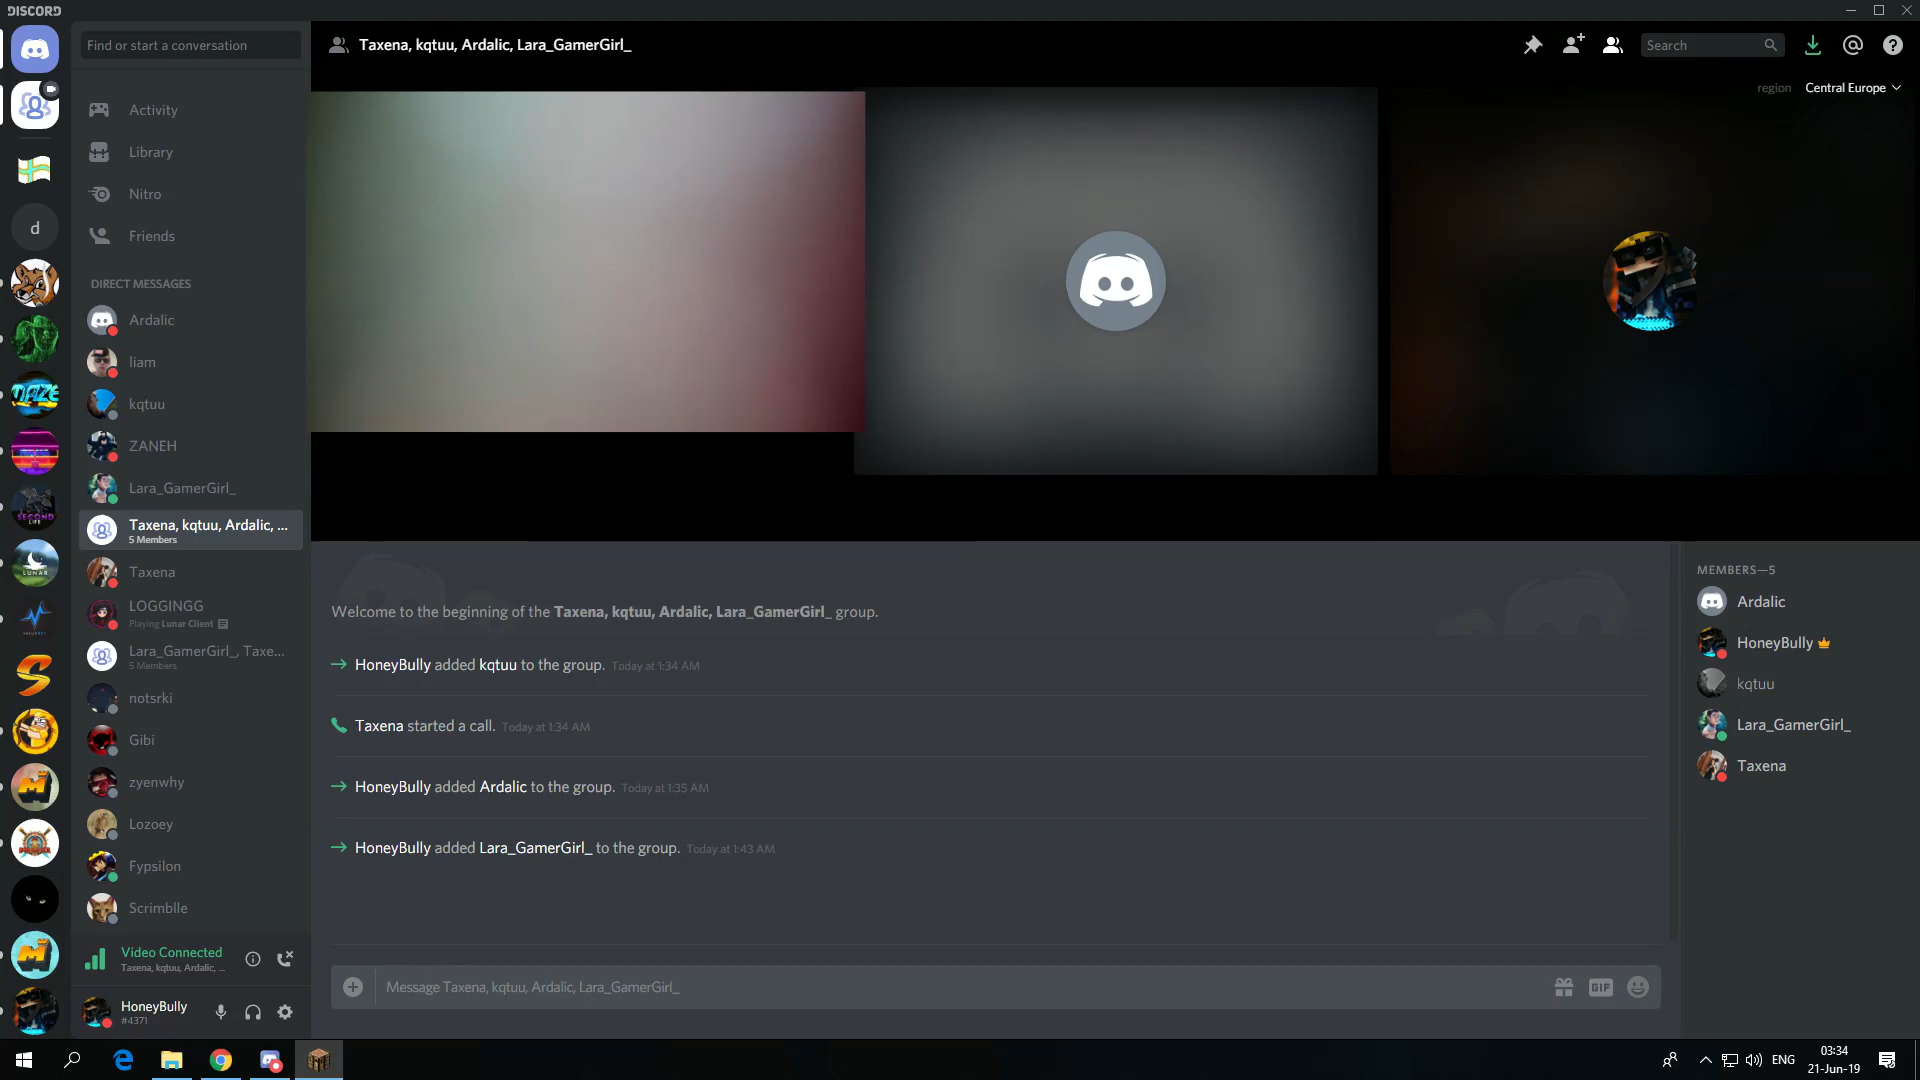 DISCORD
Find or start a conversation
Taxena, kqtuu, Ardalic, Lara_GamerGirl_
Search
region Central Europe
Activity
Library
Nitro
Friends
d
DIRECT MESSAGES
Ardalic
liam
kqtuu
ZANEH
Lara_GamerGirl_
Taxena, kqtuu, Ardalic, ...
5 Members
Taxena
LOGGINGG
Playing Lunar Client
Lara_GamerGirl_, Taxe...
5 Members
notsrki
Gibi
zyenwhy
Lozoey
Fypsilon
Scrimblle
NAZE
SECOND
LIFE
LUNAR
Video Connected
Taxena, kqtuu, Ardalic, ...
HoneyBully
#4371
Welcome to the beginning of the Taxena, kqtuu, Ardalic, Lara_GamerGirl_ group.
HoneyBully added kqtuu to the group. Today at 1:34 AM
Taxena started a call. Today at 1:34 AM
HoneyBully added Ardalic to the group. Today at 1:35 AM
HoneyBully added Lara_GamerGirl_ to the group. Today at 1:43 AM
Message Taxena, kqtuu, Ardalic, Lara_GamerGirl_
GIF
MEMBERS—5
Ardalic
HoneyBully
kqtuu
Lara_GamerGirl_
Taxena
ENG
03:34
21-Jun-19